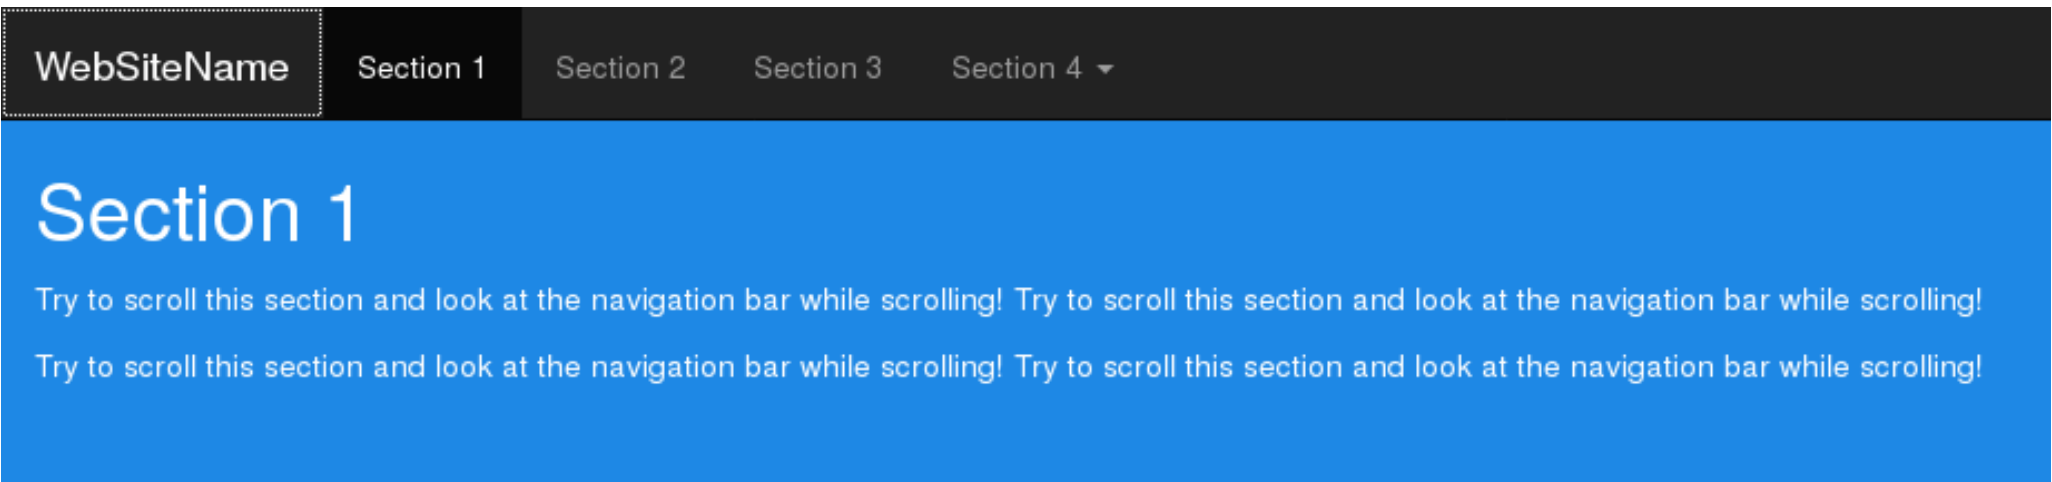 WebSiteName Section 1 Section 2 Section 3 Section 4
Section 1
Try to scroll this section and look at the navigation bar while scrolling! Try to scroll this section and look at the navigation bar while scrolling!
Try to scroll this section and look at the navigation bar while scrolling! Try to scroll this section and look at the navigation bar while scrolling!